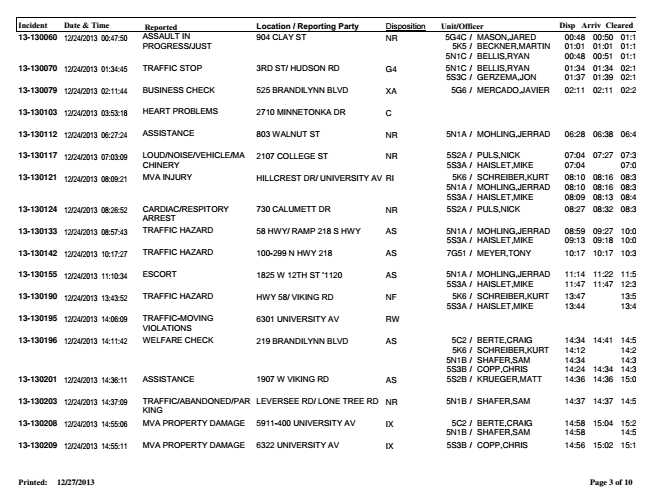 Incident Date & Time Reported Location / Reporting Party Disposition Unit/Officer Disp Arriv Cleared
13-130060 12/24/2013 00:47:50 ASSAULT IN 904 CLAY ST NR 5G4C / MASON,JARED 00:48 00:50 01:1
PROGRESS/JUST 5K5 / BECKNER,MARTIN 01:01 01:01 01:1
5N1C / BELLIS,RYAN 00:48 00:51 01:1
13-130070 12/24/2013 01:34:45 TRAFFIC STOP 3RD ST/ HUDSON RD G4 5N1C / BELLIS,RYAN 01:34 01:34 02:1
5S3C / GERZEMA,JON 01:37 01:39 02:1
13-130079 12/24/2013 02:11:44 BUSINESS CHECK 525 BRANDILYNN BLVD XA 5G6 / MERCADO,JAVIER 02:11 02:11 02:2
13-130103 12/24/2013 03:53:18 HEART PROBLEMS 2710 MINNETONKA DR C
13-130112 12/24/2013 06:27:24 ASSISTANCE 803 WALNUT ST NR 5N1A / MOHLING,JERRAD 06:28 06:38 06:4
13-130117 12/24/2013 07:03:09 LOUD/NOISE/VEHICLE/MA 2107 COLLEGE ST NR 5S2A / PULS,NICK 07:04 07:27 07:3
CHINERY 5S3A / HAISLET,MIKE 07:04 07:3
13-130121 12/24/2013 08:09:21 MVA INJURY HILLCREST DR/ UNIVERSITY AV RI 5K6 / SCHREIBER,KURT 08:10 08:16 08:3
5N1A / MOHLING,JERRAD 08:10 08:16 08:3
5S3A / HAISLET,MIKE 08:09 08:13 08:4
13-130124 12/24/2013 08:26:52 CARDIAC/RESPITORY 730 CALUMETT DR NR 5S2A / PULS,NICK 08:27 08:32 08:3
ARREST
13-130133 12/24/2013 08:57:43 TRAFFIC HAZARD 58 HWY/ RAMP 218 S HWY AS 5N1A / MOHLING,JERRAD 08:59 09:27 10:0
5S3A / HAISLET,MIKE 09:13 09:18 10:0
13-130142 12/24/2013 10:17:27 TRAFFIC HAZARD 100-299 N HWY 218 AS 7G51 / MEYER,TONY 10:17 10:17 10:3
13-130155 12/24/2013 11:10:34 ESCORT 1825 W 12TH ST '1120 AS 5N1A / MOHLING,JERRAD 11:14 11:22 11:5
5S3A / HAISLET,MIKE 11:47 11:47 12:3
13-130190 12/24/2013 13:43:52 TRAFFIC HAZARD HWY 58/ VIKING RD NF 5K6 / SCHREIBER,KURT 13:47 13:5
5S3A / HAISLET,MIKE 13:44 13:4
13-130195 12/24/2013 14:06:09 TRAFFIC-MOVING 6301 UNIVERSITY AV RW
VIOLATIONS
13-130196 12/24/2013 14:11:42 WELFARE CHECK 219 BRANDILYNN BLVD AS 5C2 / BERTE,CRAIG 14:34 14:41 14:5
5K6 / SCHREIBER,KURT 14:12 14:2
5N1B / SHAFER,SAM 14:34 14:3
5S3B / COPP,CHRIS 14:24 14:34 14:3
13-130201 12/24/2013 14:36:11 ASSISTANCE 1907 W VIKING RD AS 5S2B / KRUEGER,MATT 14:36 14:36 15:0
13-130203 12/24/2013 14:37:09 TRAFFIC/ABANDONED/PAR LEVERSEE RD/ LONE TREE RD NR 5N1B / SHAFER,SAM 14:37 14:37 14:5
KING
13-130208 12/24/2013 14:55:06 MVA PROPERTY DAMAGE 5911-400 UNIVERSITY AV IX 5C2 / BERTE,CRAIG 14:58 15:04 15:2
5N1B / SHAFER,SAM 14:58 14:5
13-130209 12/24/2013 14:55:11 MVA PROPERTY DAMAGE 6322 UNIVERSITY AV IX 5S3B / COPP,CHRIS 14:56 15:02 15:1
Printed: 12/27/2013 Page 3 of 10